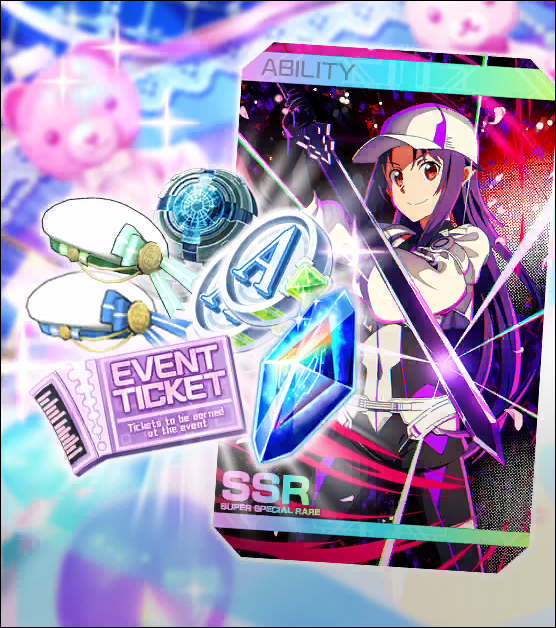 ABILITY
A
EVENT
TICKET
Tickets to be earned
at the event
SSR
SUPER SPECIAL RARE